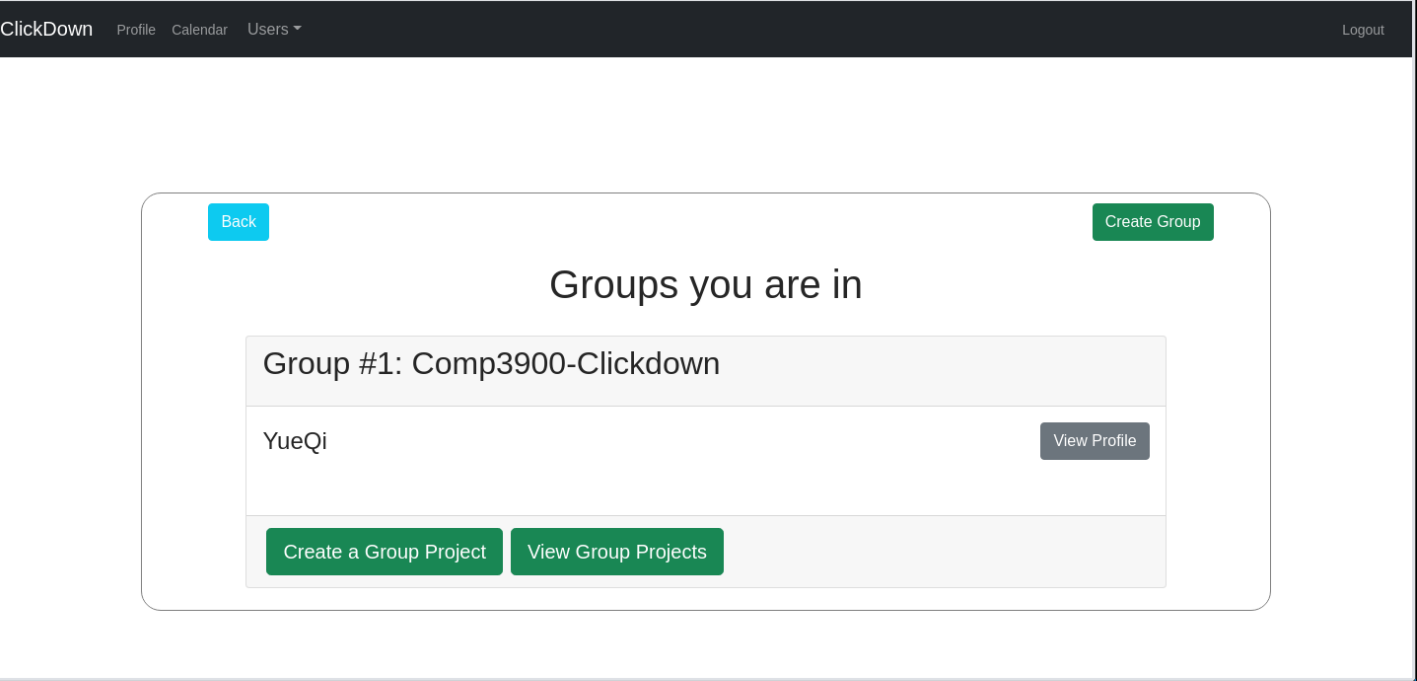 ClickDown Profile Calendar Users Logout
Back Create Group
Groups you are in
Group #1: Comp3900-Clickdown
YueQi View Profile
Create a Group Project View Group Projects